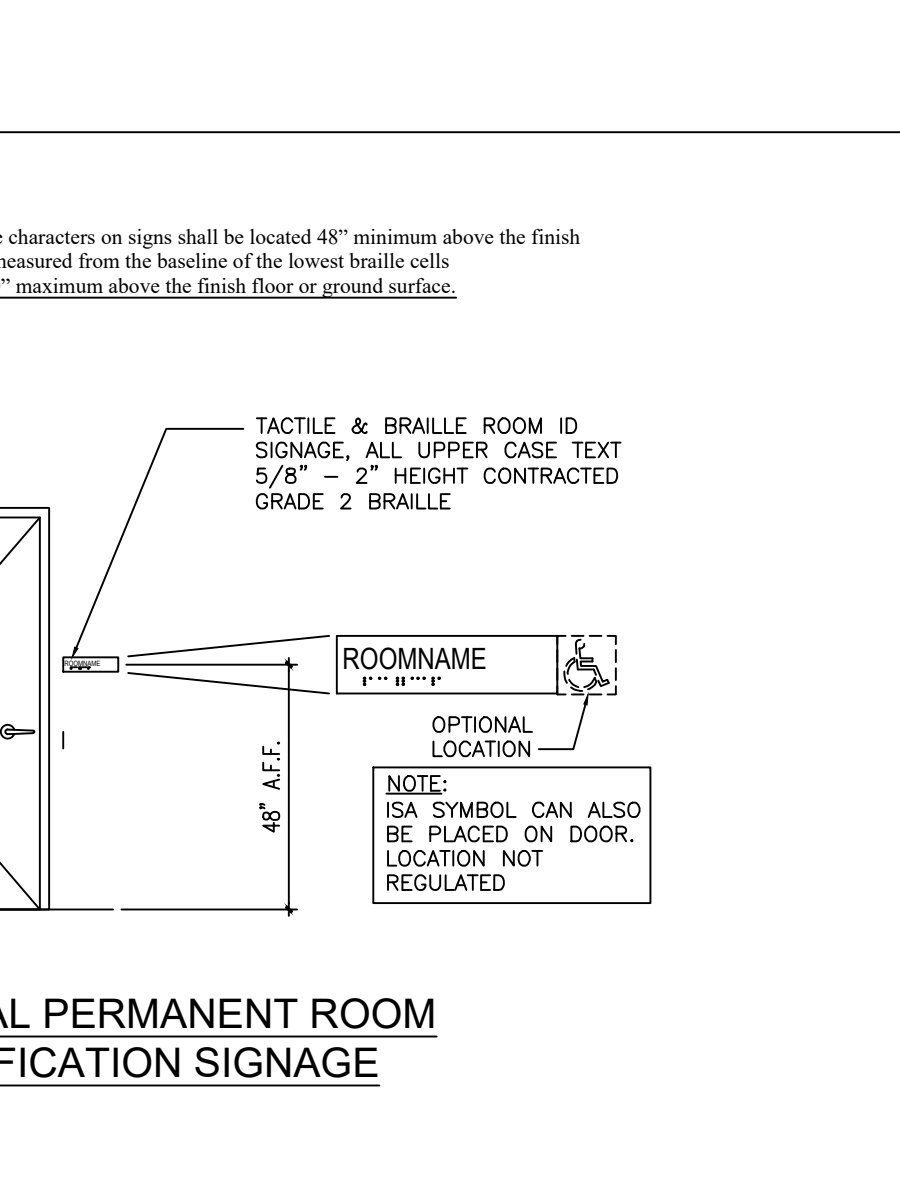 e characters on signs shall be located 48” minimum above the finish
measured from the baseline of the lowest braille cells
” maximum above the finish floor or ground surface.
TACTILE & BRAILLE ROOM ID
SIGNAGE, ALL UPPER CASE TEXT
5/8” – 2” HEIGHT CONTRACTED
GRADE 2 BRAILLE
ROOMNAME
ROOMNAME
OPTIONAL
LOCATION
48” A.F.F.
NOTE:
ISA SYMBOL CAN ALSO
BE PLACED ON DOOR.
LOCATION NOT
REGULATED
AL PERMANENT ROOM
FICATION SIGNAGE